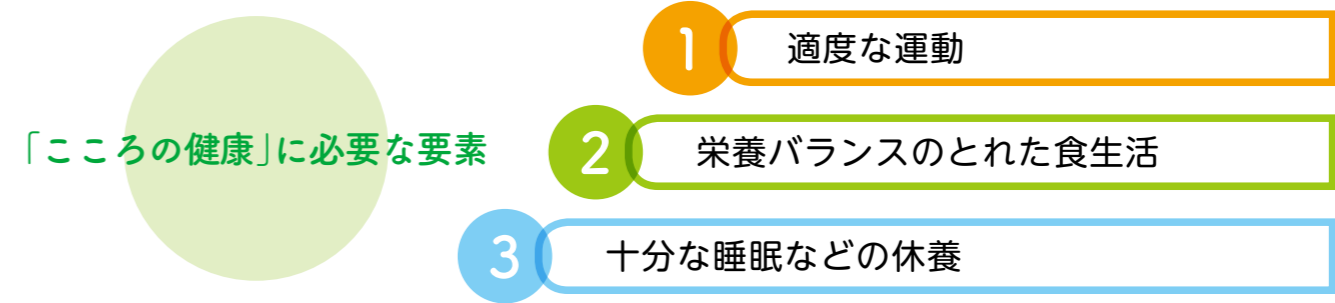 「こころの健康」に必要な要素
1 適度な運動
2 栄養バランスのとれた食生活
3 十分な睡眠などの休養